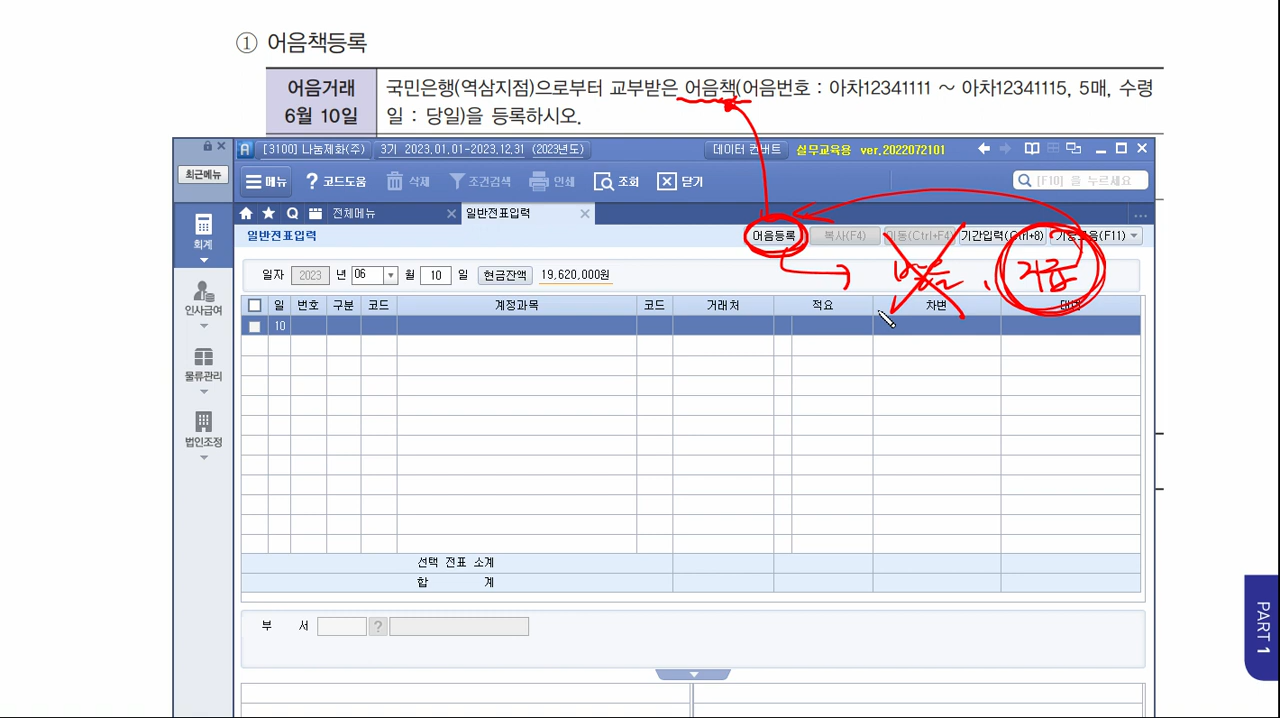 ① 어음책등록
어음거래
6월 10일
국민은행(역삼지점)으로부터 교부받은 어음책(어음번호 : 아차12341111 ~ 아차12341115, 5매, 수령
일 : 당일)을 등록하시오.
A [3100] 나눔제화(주) 3기 2023.01.01~2023.12.31 (2023년도) 데이터 컨버트 실무교육용 ver.2022072101
최근메뉴
메뉴 ? 코드도움 삭제 조건검색 인쇄 조회 닫기 [F10] 을 누르세요
전체메뉴 일반전표입력 ...
일반전표입력 어음등록 복사(F4) 이동(Ctrl+F4) 기간입력(Ctrl+8) 기능모음(F11)
회계
일자 2023 년 06 월 10 일 현금잔액 19,620,000원
지급
일 번호 구분 코드 계정과목 코드 거래처 적요 차변 대변
10
인사급여
물류관리
법인조정
선택 전표 소계
합 계
부 서 ?
PART 1